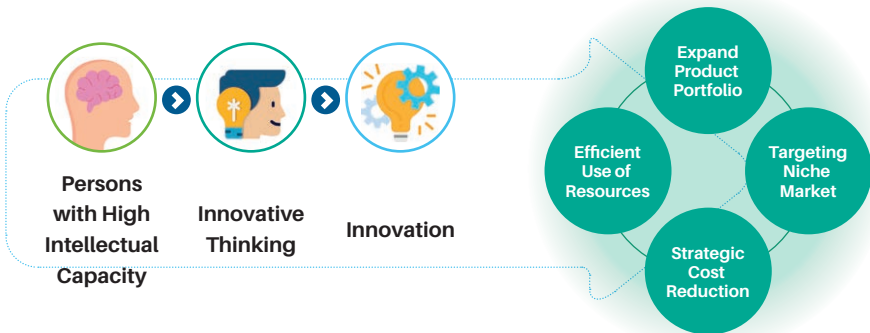 Persons
with High
Intellectual
Capacity
Innovative
Thinking
Innovation
Expand
Product
Portfolio
Efficient
Use of
Resources
Targeting
Niche
Market
Strategic
Cost
Reduction